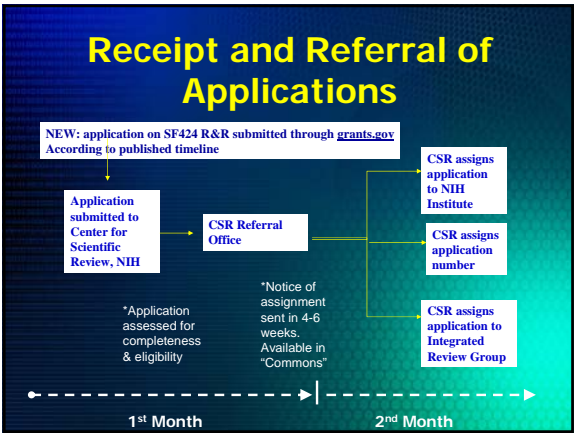 Receipt and Referral of
Applications
NEW: application on SF424 R&R submitted through grants.gov
According to published timeline
Application
submitted to
Center for
Scientific
Review, NIH
CSR Referral
Office
CSR assigns
application
to NIH
Institute
CSR assigns
application
number
CSR assigns
application to
Integrated
Review Group
*Application
assessed for
completeness
& eligibility
*Notice of
assignment
sent in 4-6
weeks.
Available in
“Commons”
1st Month
2nd Month